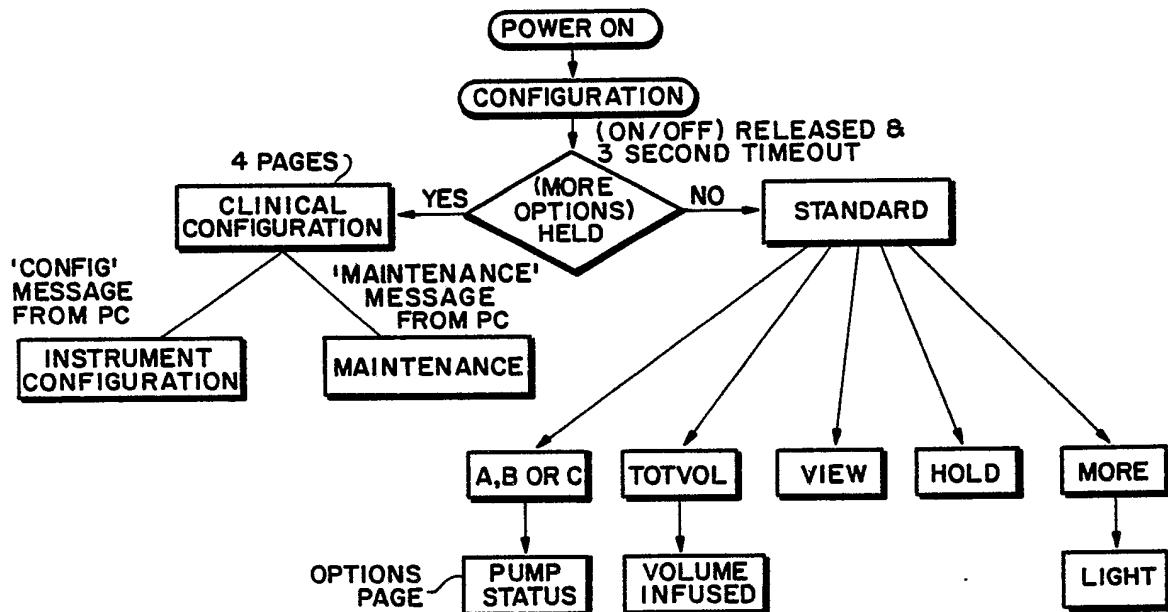 POWER ON
CONFIGURATION
(ON/OFF) RELEASED &
3 SECOND TIMEOUT
4 PAGES
CLINICAL
CONFIGURATION
YES
(MORE
OPTIONS)
HELD
NO
STANDARD
'CONFIG'
MESSAGE
FROM PC
'MAINTENANCE'
MESSAGE
FROM PC
INSTRUMENT
CONFIGURATION
MAINTENANCE
A,B OR C
TOTVOL
VIEW
HOLD
MORE
OPTIONS
PAGE
PUMP
STATUS
VOLUME
INFUSED
LIGHT